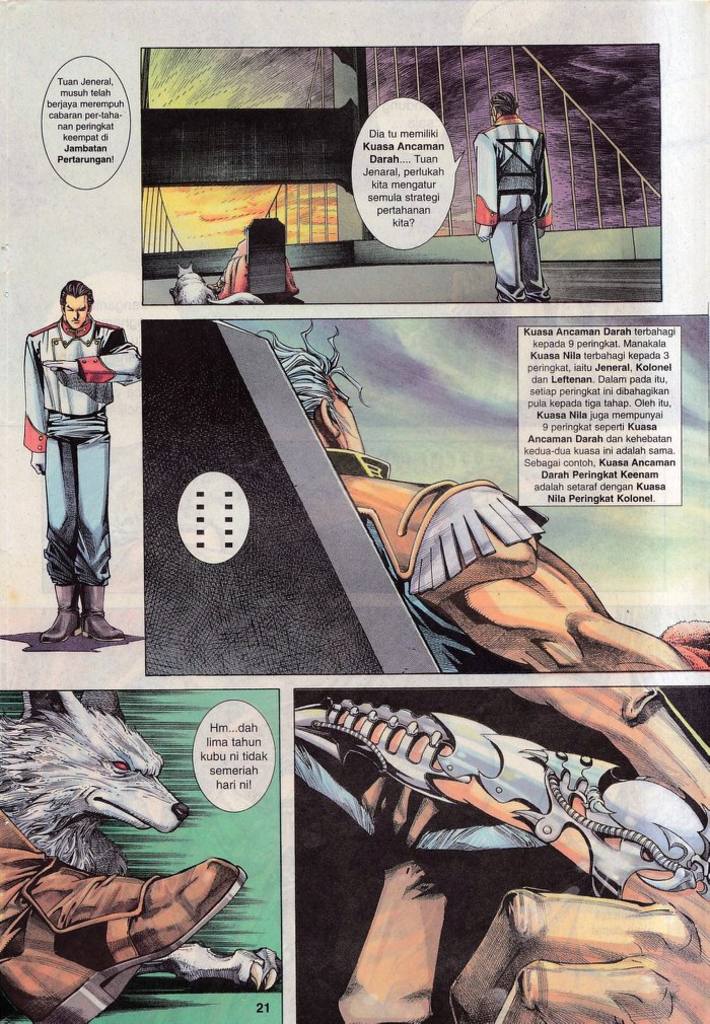 Tuan Jeneral,
musuh telah
berjaya merempuh
cabaran per-taha-
nan peringkat
keempat di
Jambatan
Pertarungan!
Dia tu memiliki
Kuasa Ancaman
Darah.... Tuan
Jenaral, perlukah
kita mengatur
semula strategi
pertahanan
kita?
Kuasa Ancaman Darah terbahagi
kepada 9 peringkat. Manakala
Kuasa Nila terbahagi kepada 3
peringkat, iaitu Jeneral, Kolonel
dan Leftenan. Dalam pada itu,
setiap peringkat ini dibahagikan
pula kepada tiga tahap. Oleh itu,
Kuasa Nila juga mempunyai
9 peringkat seperti Kuasa
Ancaman Darah dan kehebatan
kedua-dua kuasa ini adalah sama.
Sebagai contoh, Kuasa Ancaman
Darah Peringkat Keenam
adalah setaraf dengan Kuasa
Nila Peringkat Kolonel.
Hm...dah
lima tahun
kubu ni tidak
semeriah
hari ni!
21